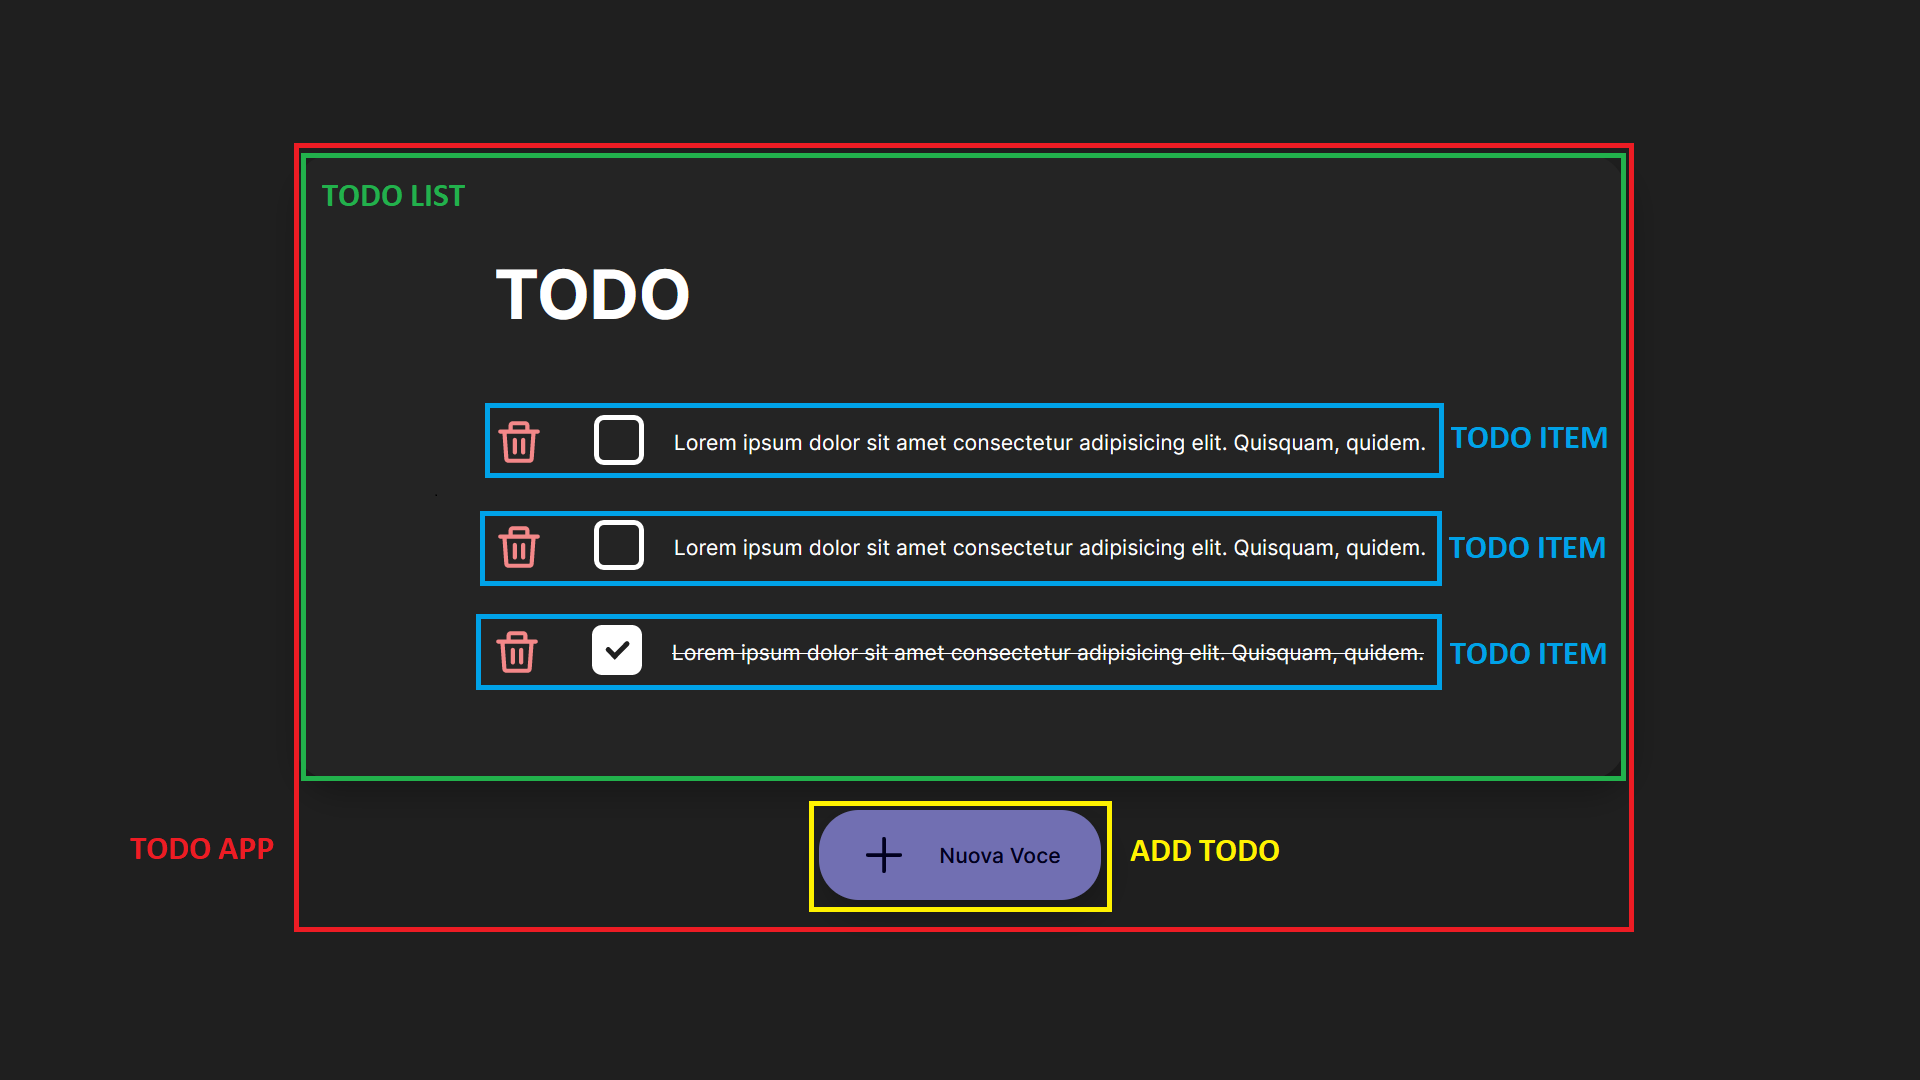 TODO LIST
TODO
Lorem ipsum dolor sit amet consectetur adipisicing elit. Quisquam, quidem.
TODO ITEM
Lorem ipsum dolor sit amet consectetur adipisicing elit. Quisquam, quidem.
TODO ITEM
Lorem ipsum dolor sit amet consectetur adipisicing elit. Quisquam, quidem.
TODO ITEM
TODO APP
Nuova Voce
ADD TODO